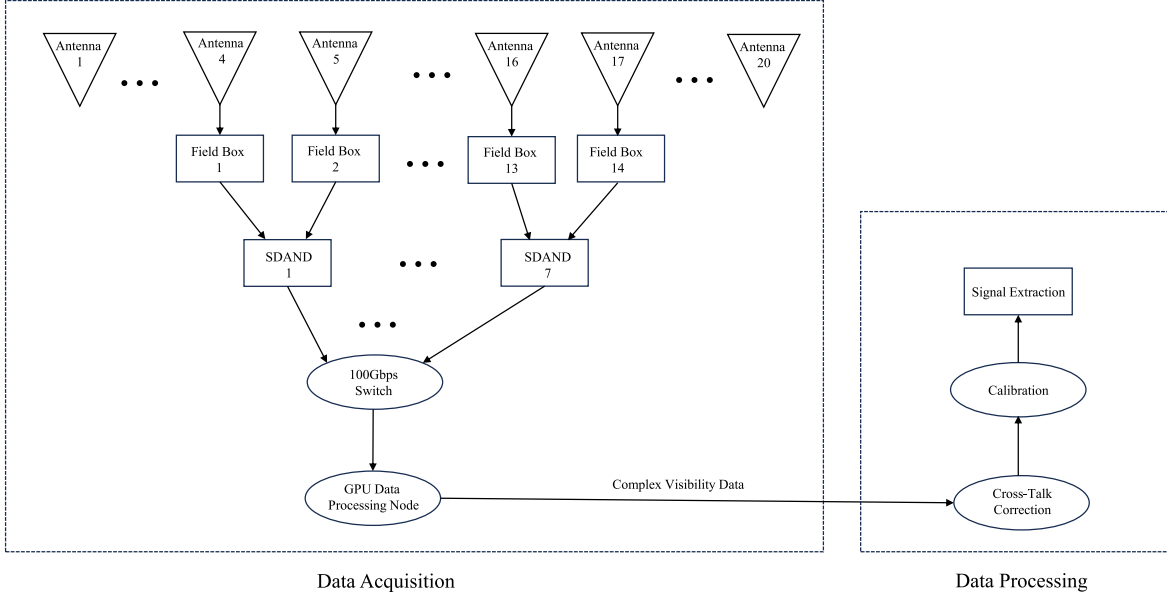 Antenna
1
Antenna
4
Antenna
5
Antenna
16
Antenna
17
Antenna
20
Field Box
1
Field Box
2
Field Box
13
Field Box
14
SDAND
1
SDAND
7
100Gbps
Switch
GPU Data
Processing Node
Complex Visibility Data
Signal Extraction
Calibration
Cross-Talk
Correction
Data Acquisition
Data Processing